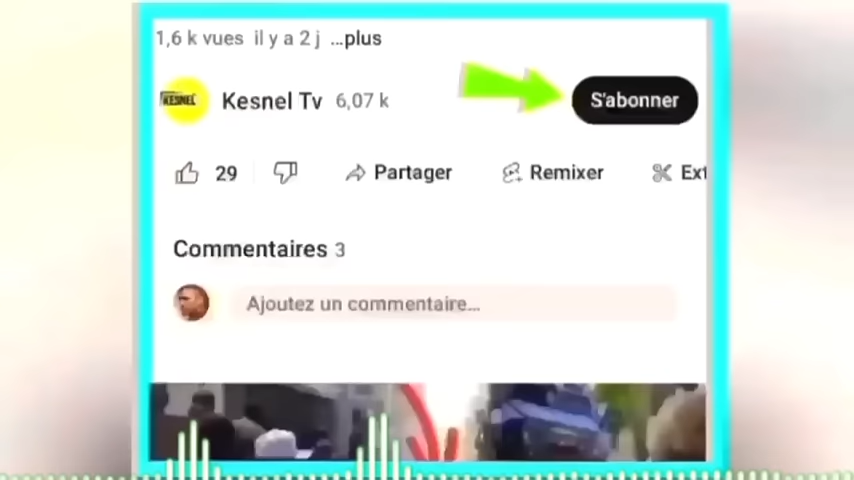 1,6 k vues il y a 2 j ...plus
KESNEL
Kesnel Tv 6,07 k
S'abonner
29
Partager
Remixer
Ext
Commentaires 3
Ajoutez un commentaire...